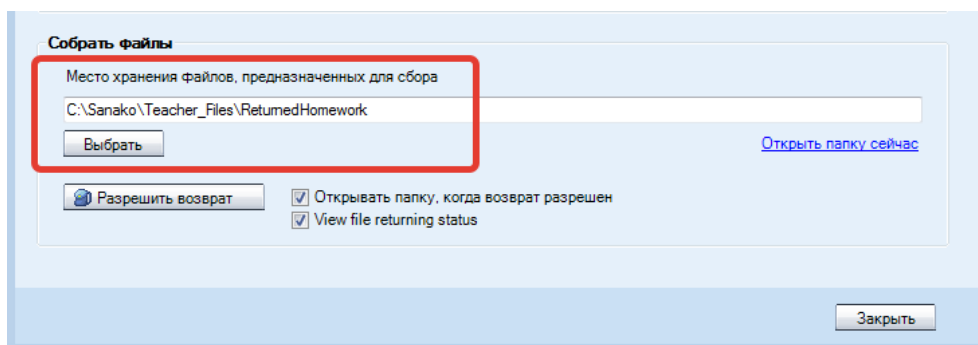 Собрать файлы
Место хранения файлов, предназначенных для сбора
C:\Sanako\Teacher_Files\ReturnedHomework
Выбрать
Открыть папку сейчас
Разрешить возврат
Открывать папку, когда возврат разрешен
View file returning status
Закрыть